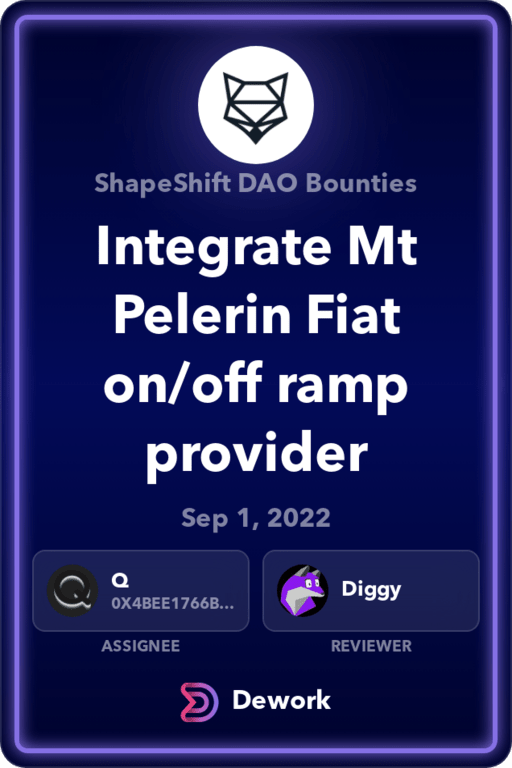 ShapeShift DAO Bounties
Integrate Mt
Pelerin Fiat
on/off ramp
provider
Sep 1, 2022
Q
0X4BEE1766B...
Diggy
ASSIGNEE
REVIEWER
Dework